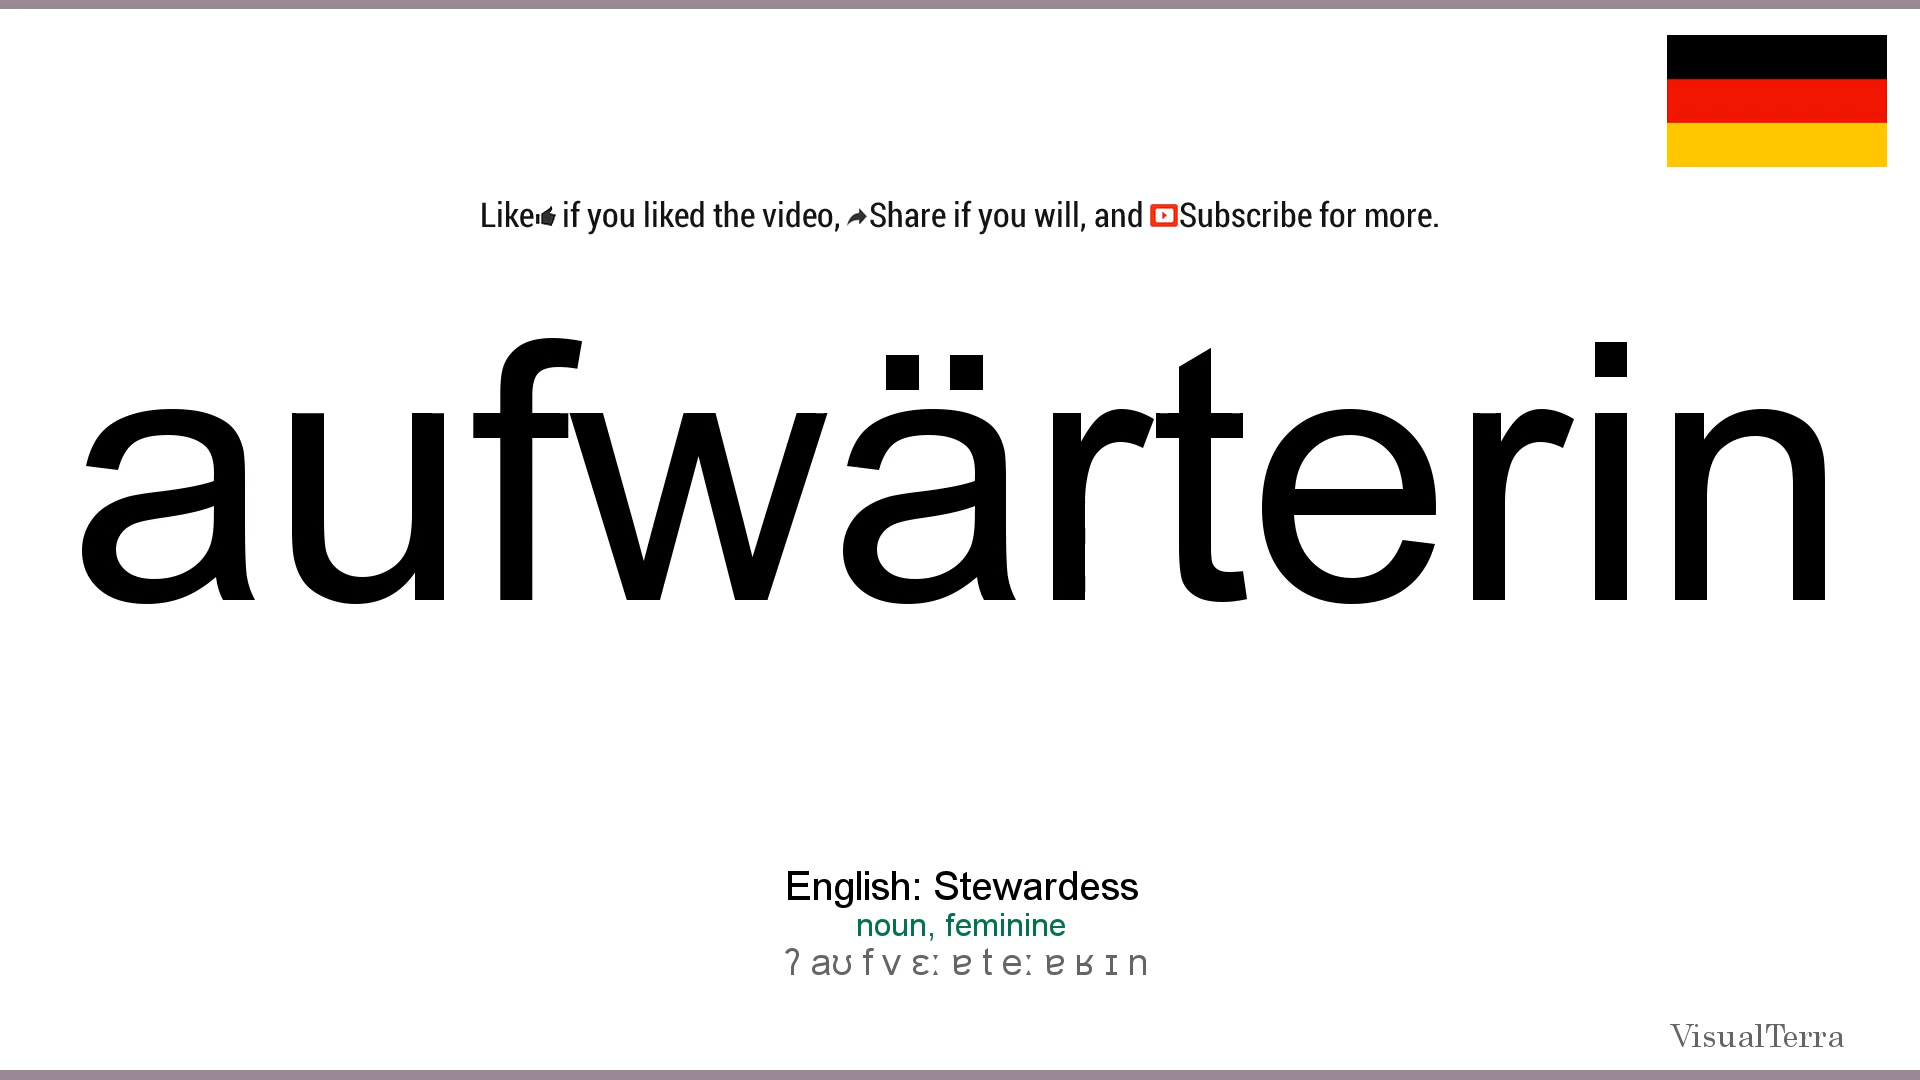 Like if you liked the video, Share if you will, and Subscribe for more.
aufwärterin
English: Stewardess
noun, feminine
ʔ aʊ f v ɛː ɐ t eː ɐ ʁ ɪ n
VisualTerra